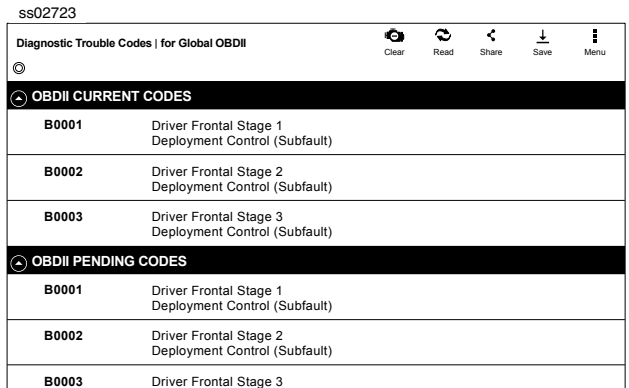 ss02723
Diagnostic Trouble Codes | for Global OBDII
Clear Read Share Save Menu
OBDII CURRENT CODES
B0001 Driver Frontal Stage 1
Deployment Control (Subfault)
B0002 Driver Frontal Stage 2
Deployment Control (Subfault)
B0003 Driver Frontal Stage 3
Deployment Control (Subfault)
OBDII PENDING CODES
B0001 Driver Frontal Stage 1
Deployment Control (Subfault)
B0002 Driver Frontal Stage 2
Deployment Control (Subfault)
B0003 Driver Frontal Stage 3